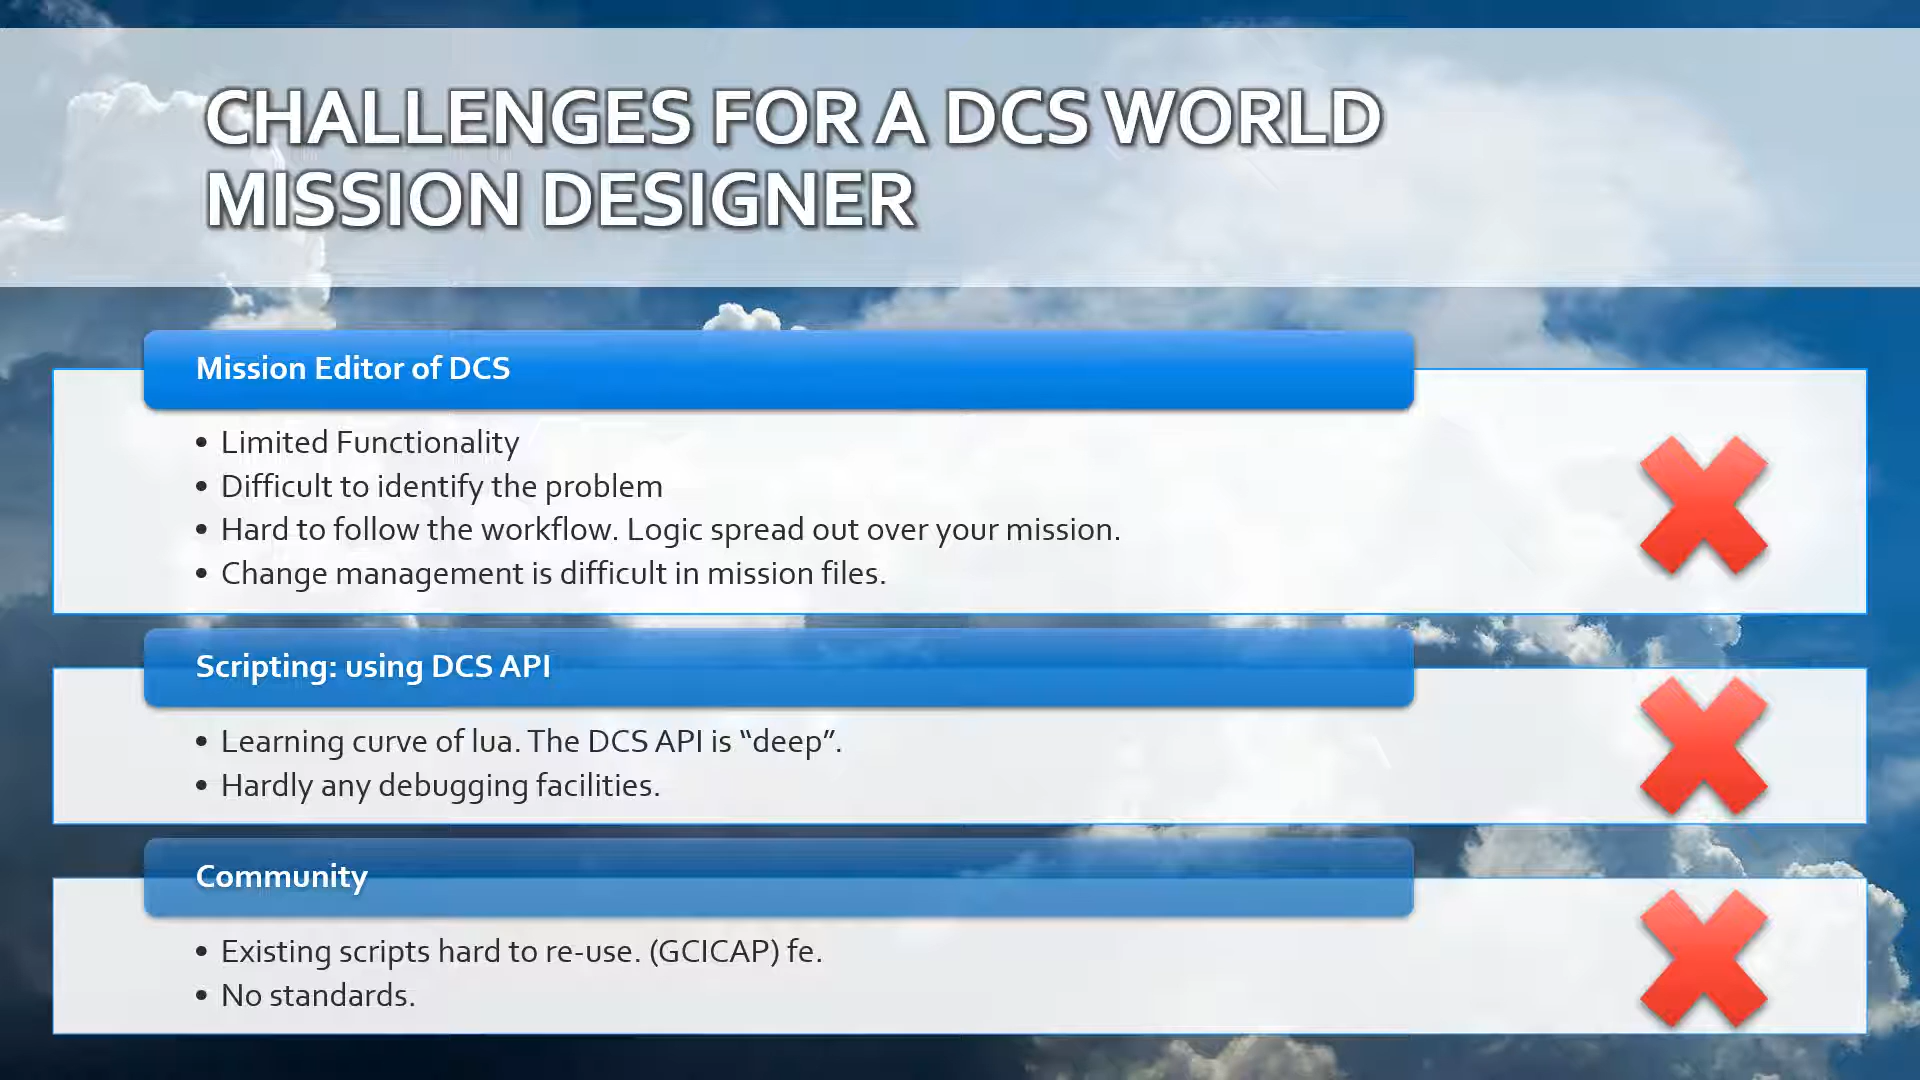 CHALLENGES FOR A DCS WORLD
MISSION DESIGNER
Mission Editor of DCS
• Limited Functionality
• Difficult to identify the problem
• Hard to follow the workflow. Logic spread out over your mission.
• Change management is difficult in mission files.
Scripting: using DCS API
• Learning curve of lua. The DCS API is “deep”.
• Hardly any debugging facilities.
Community
• Existing scripts hard to re-use. (GCICAP) fe.
• No standards.